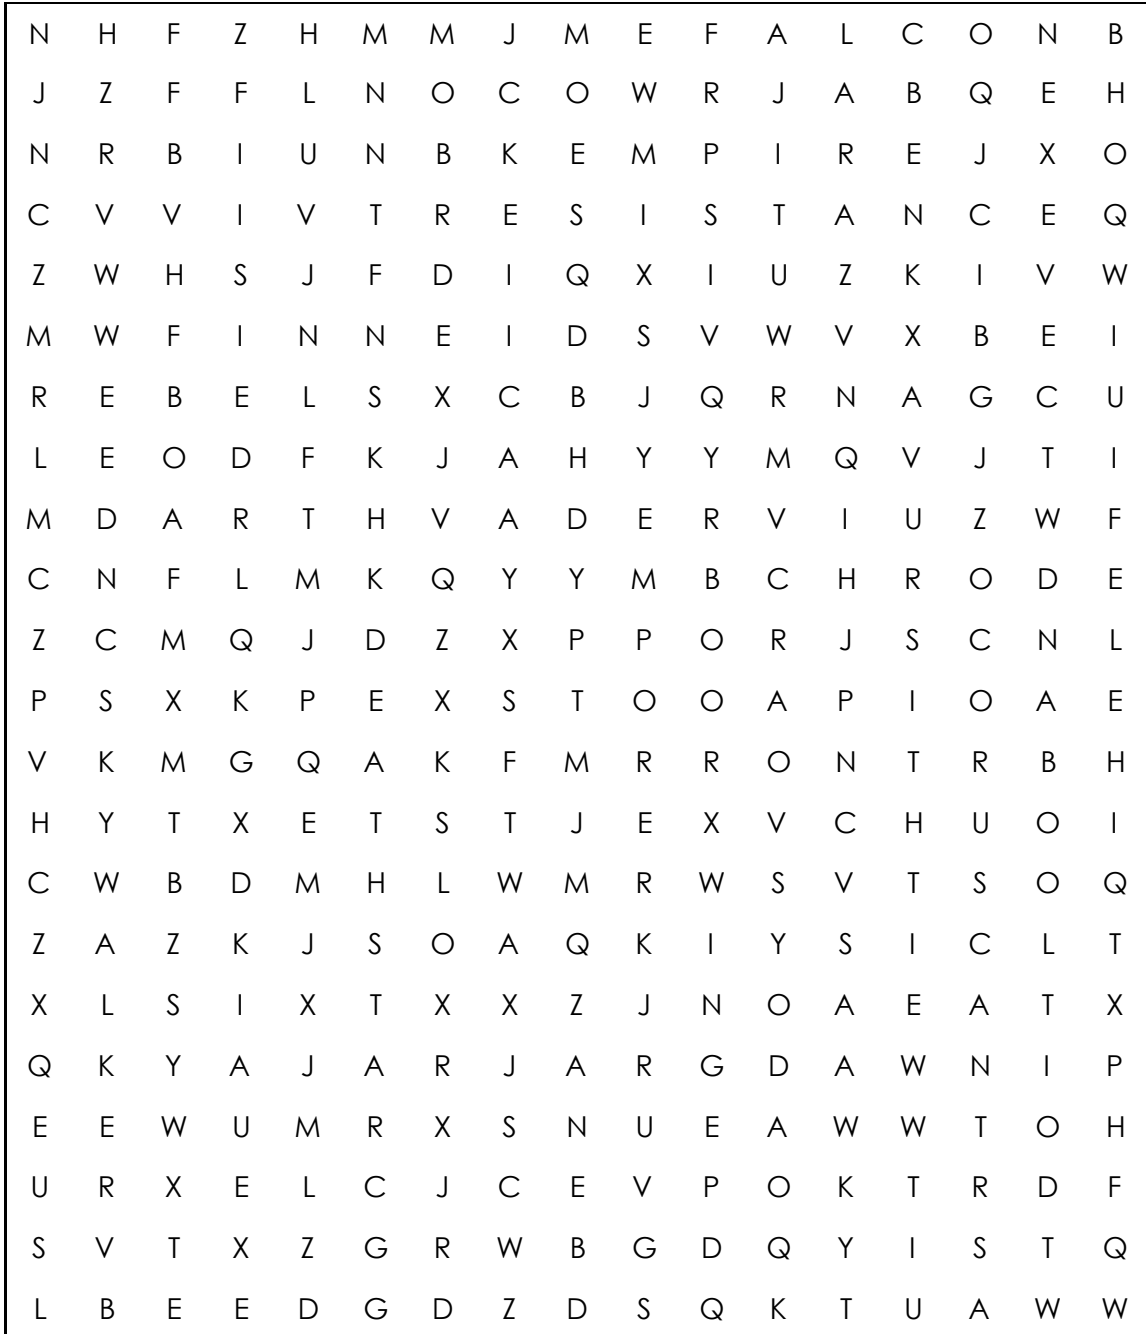 N H F Z H M M J M E F A L C O N B
J Z F F L N O C O W R J A B Q E H
N R B I U N B K E M P I R E J X O
C V V I V T R E S I S T A N C E Q
Z W H S J F D I Q X I U Z K I V W
M W F I N N E I D S V W V X B E I
R E B E L S X C B J Q R N A G C U
L E O D F K J A H Y Y M Q V J T I
M D A R T H V A D E R V I U Z W F
C N F L M K Q Y Y M B C H R O D E
Z C M Q J D Z X P P O R J S C N L
P S X K P E X S T O O A P I O A E
V K M G Q A K F M R R O N T R B H
H Y T X E T S T J E X V C H U O I
C W B D M H L W M R W S V T S O Q
Z A Z K J S O A Q K I Y S I C L T
X L S I X T X X Z J N O A E A T X
Q K Y A J A R J A R G D A W N I P
E E W U M R X S N U E A W W T O H
U R X E L C J C E V P O K T R D F
S V T X Z G R W B G D Q Y I S T Q
L B E E D G D Z D S Q K T U A W W